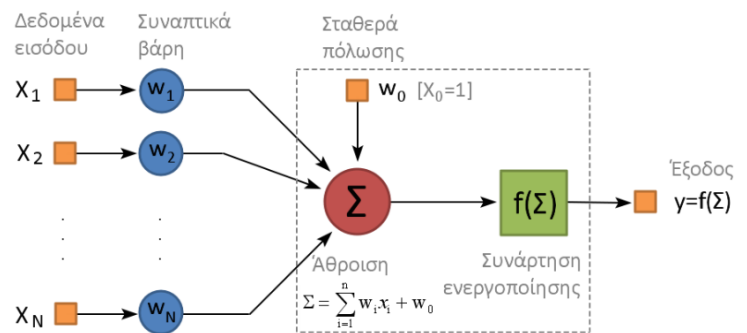 Δεδομένα
εισόδου
Συναπτικά
βάρη
Σταθερά
πόλωσης
X1
w1
w0 [X0=1]
X2
w2
Σ
f(Σ)
Έξοδος
y=f(Σ)
. . .
. . .
Άθροιση
Σ = ∑ i=1 n wixi + w0
Συνάρτηση
ενεργοποίησης
XN
wN